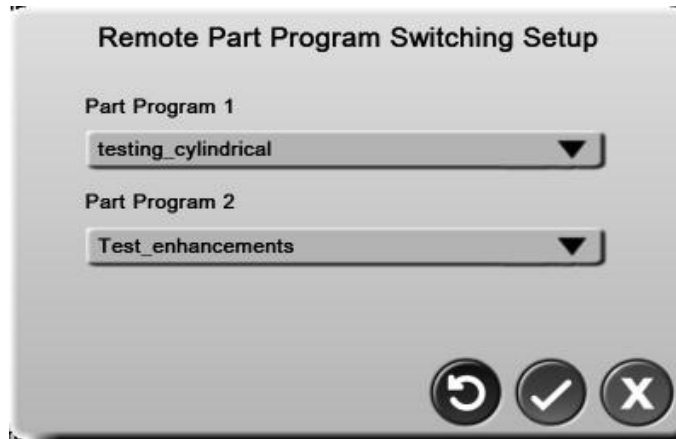 Remote Part Program Switching Setup
Part Program 1
testing_cylindrical
Part Program 2
Test_enhancements